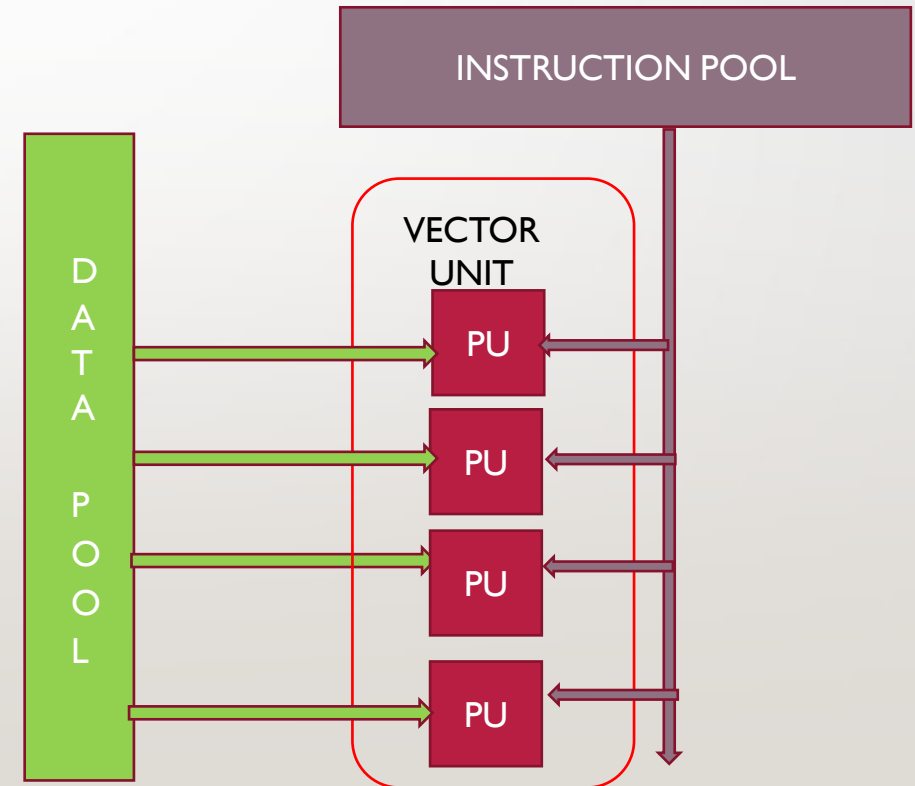 INSTRUCTION POOL
D
A
T
A
P
O
O
L
VECTOR
UNIT
PU
PU
PU
PU